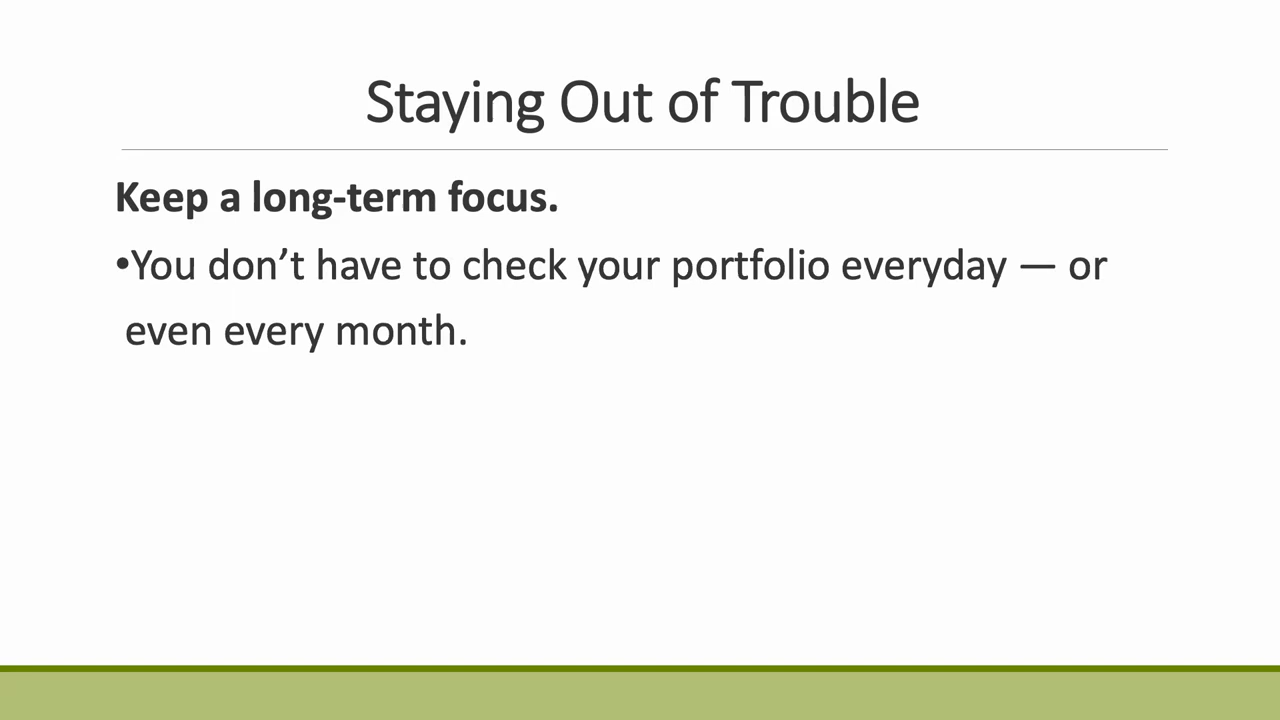 Staying Out of Trouble
Keep a long-term focus.
•You don’t have to check your portfolio everyday — or
even every month.